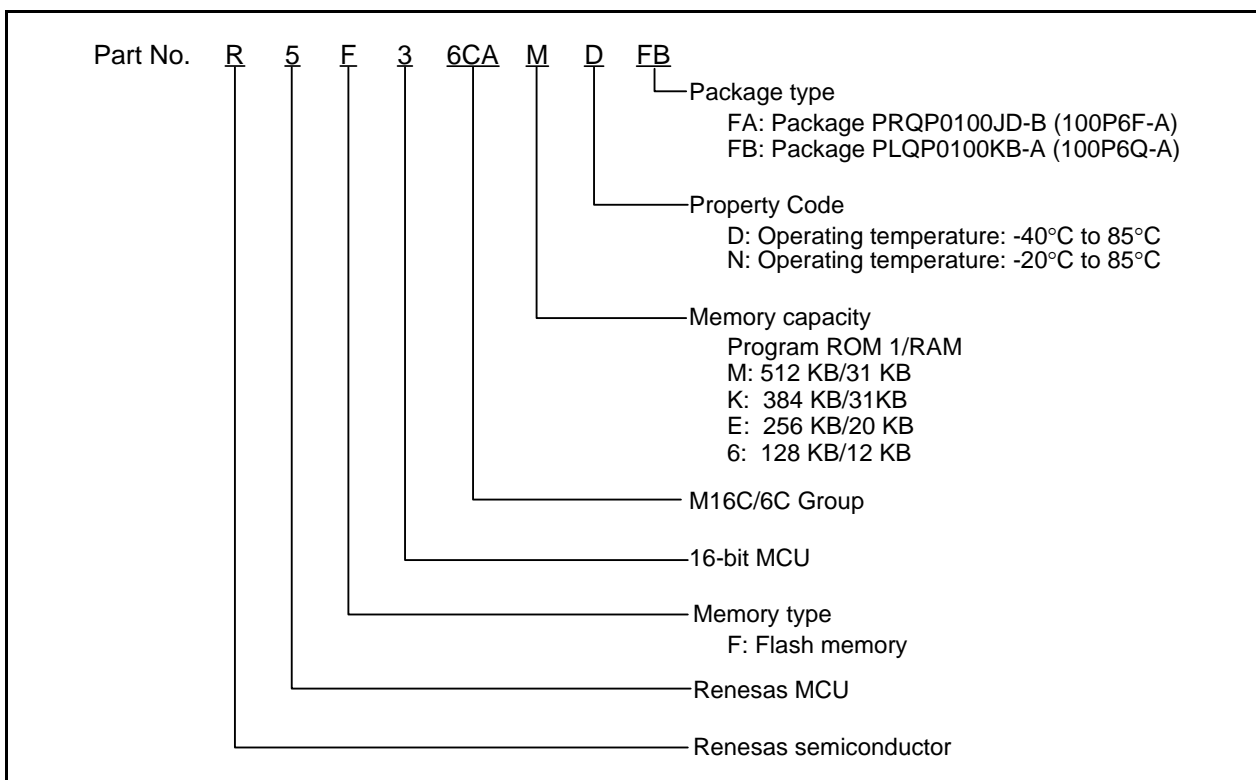 Part No. R 5 F 3 6CA M D FB
Package type
FA: Package PRQP0100JD-B (100P6F-A)
FB: Package PLQP0100KB-A (100P6Q-A)
Property Code
D: Operating temperature: -40°C to 85°C
N: Operating temperature: -20°C to 85°C
Memory capacity
Program ROM 1/RAM
M: 512 KB/31 KB
K: 384 KB/31KB
E: 256 KB/20 KB
6: 128 KB/12 KB
M16C/6C Group
16-bit MCU
Memory type
F: Flash memory
Renesas MCU
Renesas semiconductor